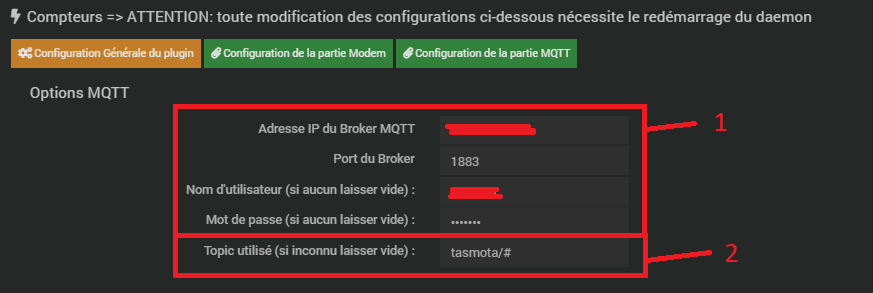 Compteurs => ATTENTION: toute modification des configurations ci-dessous nécessite le redémarrage du daemon
Configuration Générale du plugin Configuration de la partie Modem Configuration de la partie MQTT
Options MQTT
Adresse IP du Broker MQTT
1
Port du Broker 1883
Nom d'utilisateur (si aucun laisser vide) :
Mot de passe (si aucun laisser vide) : •••••••
Topic utilisé (si inconnu laisser vide) : tasmota/#
2